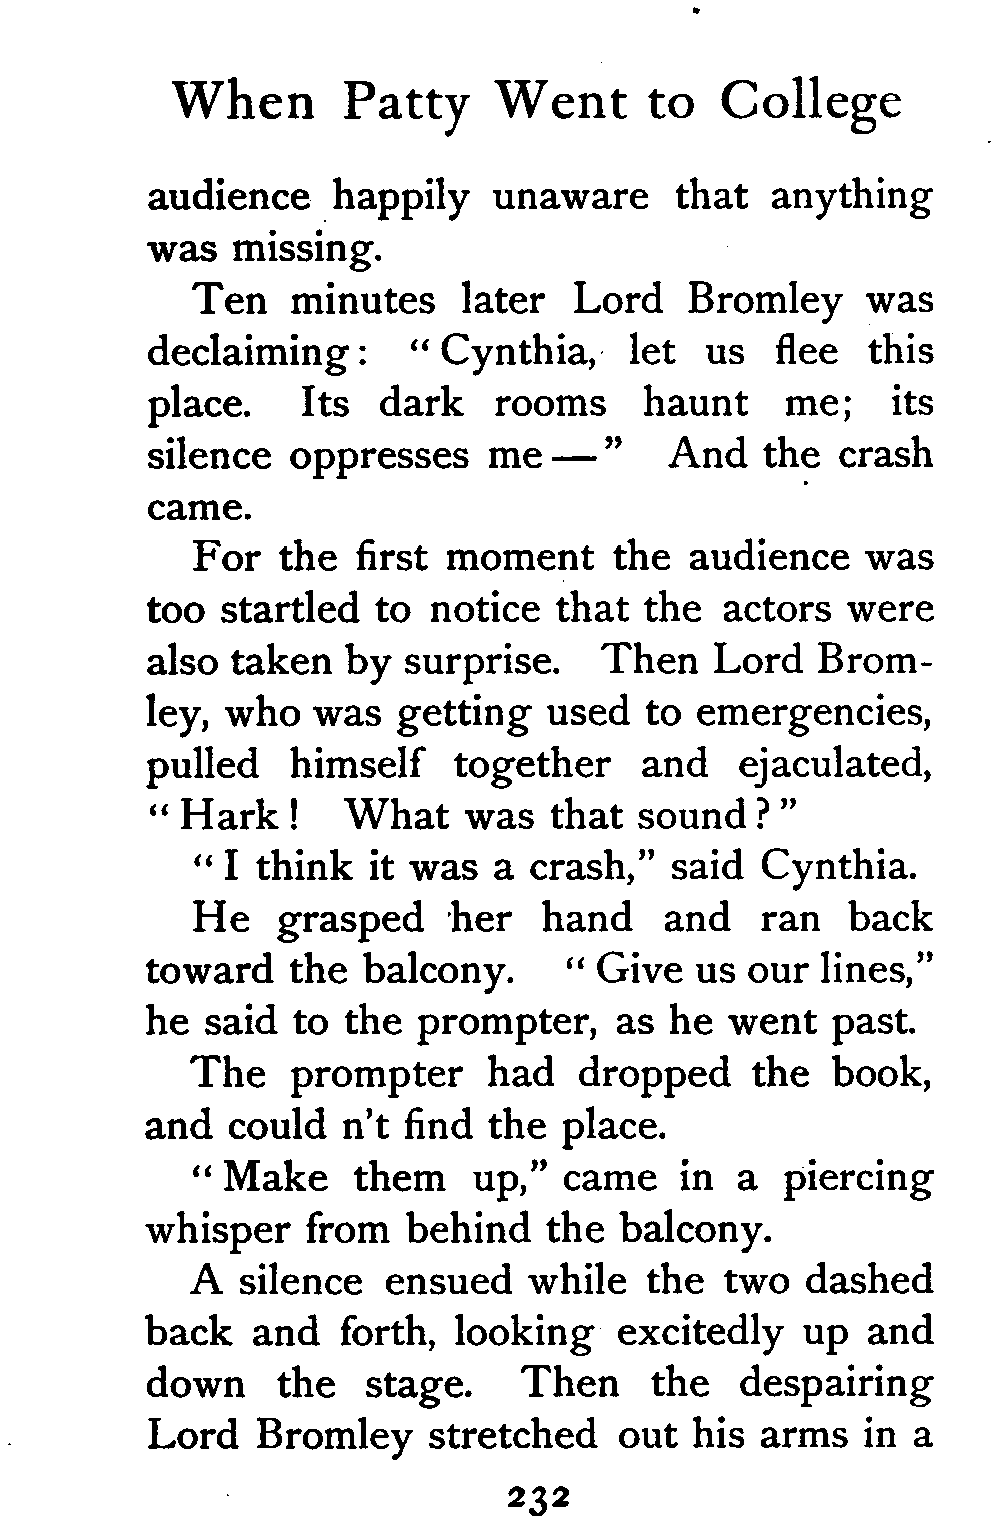 When Patty Went to College
audience happily unaware that anything
was missing.
Ten minutes later Lord Bromley was
declaiming: "Cynthia, let us flee this
place. Its dark rooms haunt me; its
silence oppresses me—" And the crash
came.
For the first moment the audience was
too startled to notice that the actors were
also taken by surprise. Then Lord Brom-
ley, who was getting used to emergencies,
pulled himself together and ejaculated,
"Hark! What was that sound?"
"I think it was a crash," said Cynthia.
He grasped her hand and ran back
toward the balcony. "Give us our lines,"
he said to the prompter, as he went past.
The prompter had dropped the book,
and could n't find the place.
"Make them up," came in a piercing
whisper from behind the balcony.
A silence ensued while the two dashed
back and forth, looking excitedly up and
down the stage. Then the despairing
Lord Bromley stretched out his arms in a
232